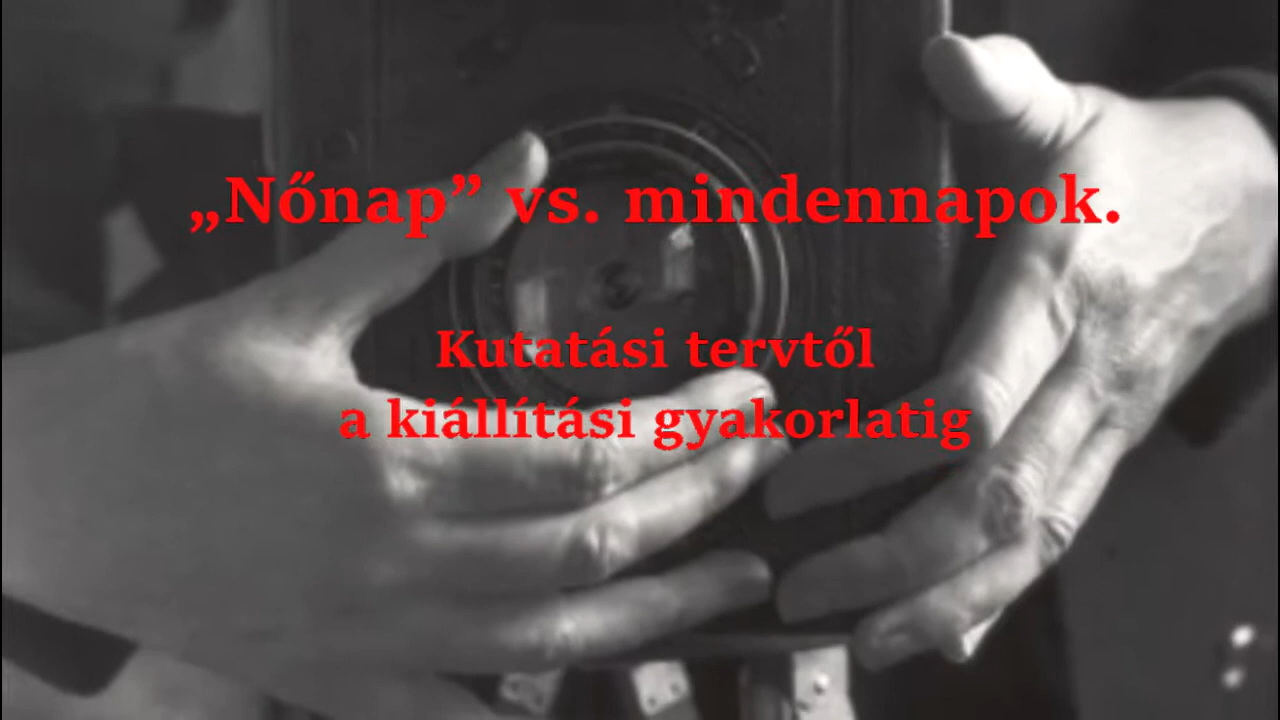 „Nőnap” vs. mindennapok.
Kutatási tervtől
a kiállítási gyakorlatig